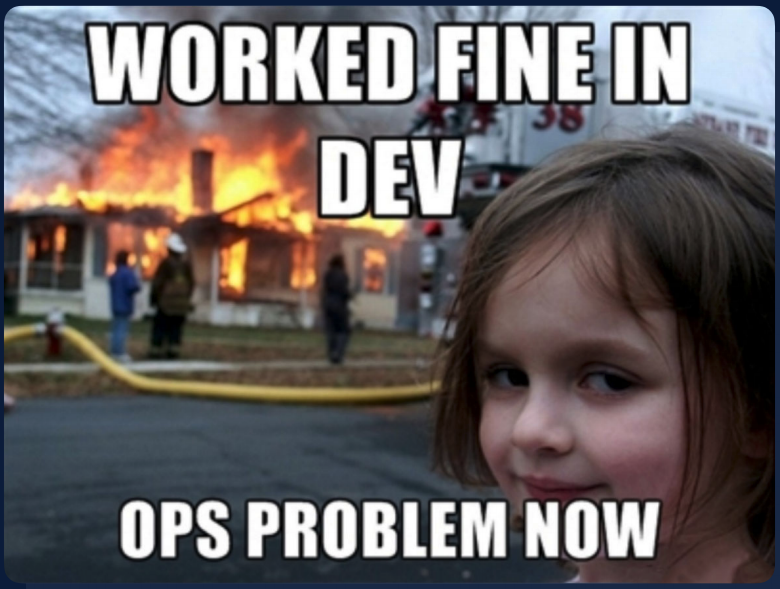 WORKED FINE IN
38
DEV
OPS PROBLEM NOW